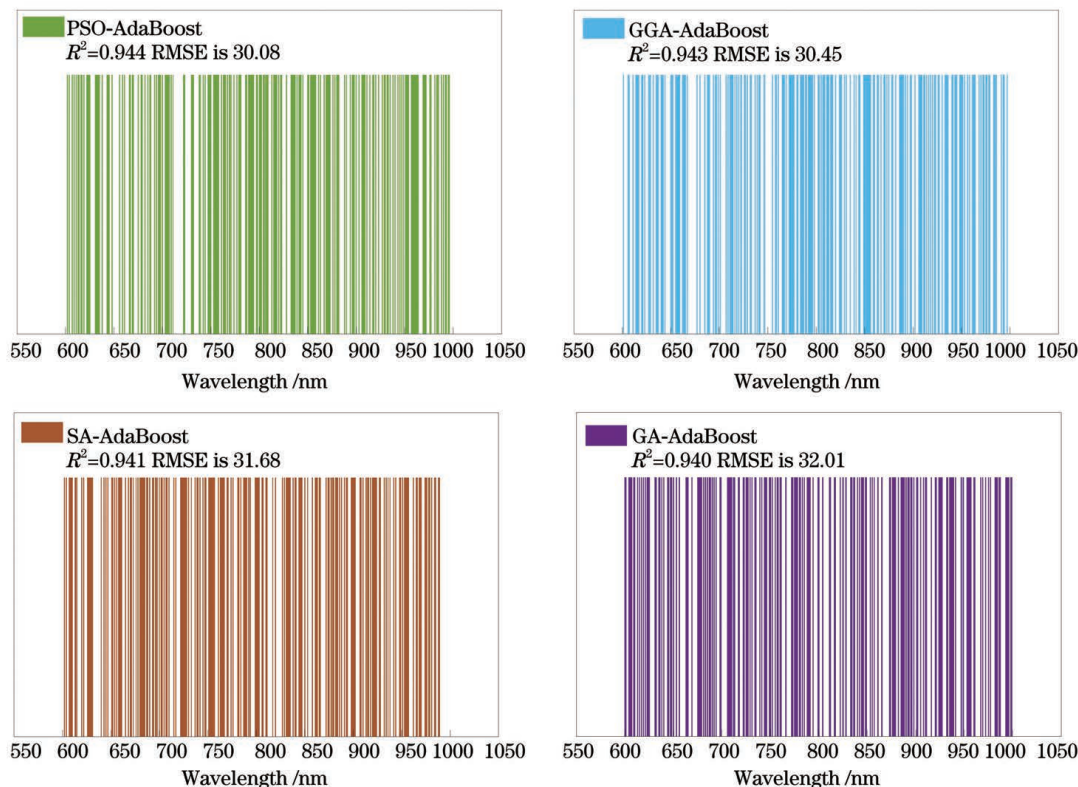 PSO-AdaBoost
R²=0.944 RMSE is 30.08
550 600 650 700 750 800 850 900 950 1000 1050
Wavelength /nm
GGA-AdaBoost
R²=0.943 RMSE is 30.45
550 600 650 700 750 800 850 900 950 1000 1050
Wavelength /nm
SA-AdaBoost
R²=0.941 RMSE is 31.68
550 600 650 700 750 800 850 900 950 1000 1050
Wavelength /nm
GA-AdaBoost
R²=0.940 RMSE is 32.01
550 600 650 700 750 800 850 900 950 1000 1050
Wavelength /nm